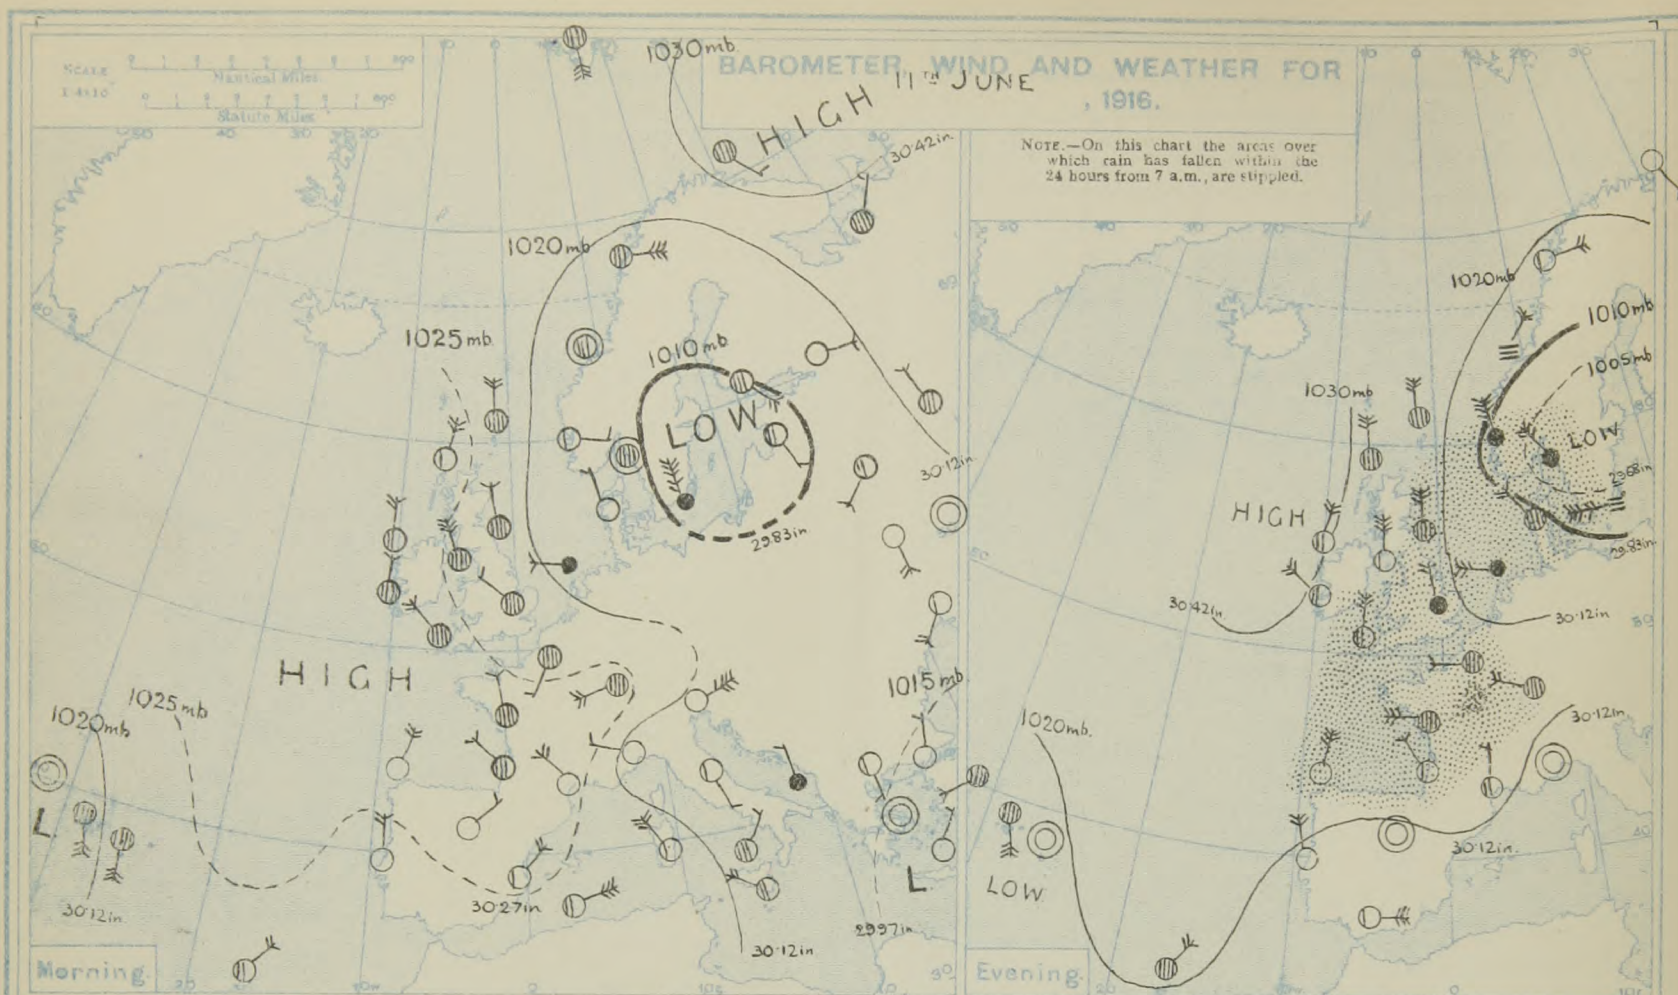 SCALE
Nautical Miles.
Statute Miles.
BAROMETER, WIND AND WEATHER FOR
11TH JUNE
, 1916.
NOTE.—On this chart the areas over
which rain has fallen within the
24 hours from 7 a.m., are stippled.
1030mb.
HIGH
30·42in.
1020mb
1025mb.
1010mb
LOW
30·12in.
29·83in
HIGH
1025mb
1020mb
L
30·12in.
30·27in
30·12in
1015mb
L
29·97in.
Morning.
1020mb
1010mb
1005mb
LOW
29·68in
29·83in.
1030mb
HIGH
30·42in.
30·12in.
1020mb.
30·12in.
30·12in.
LOW
Evening.